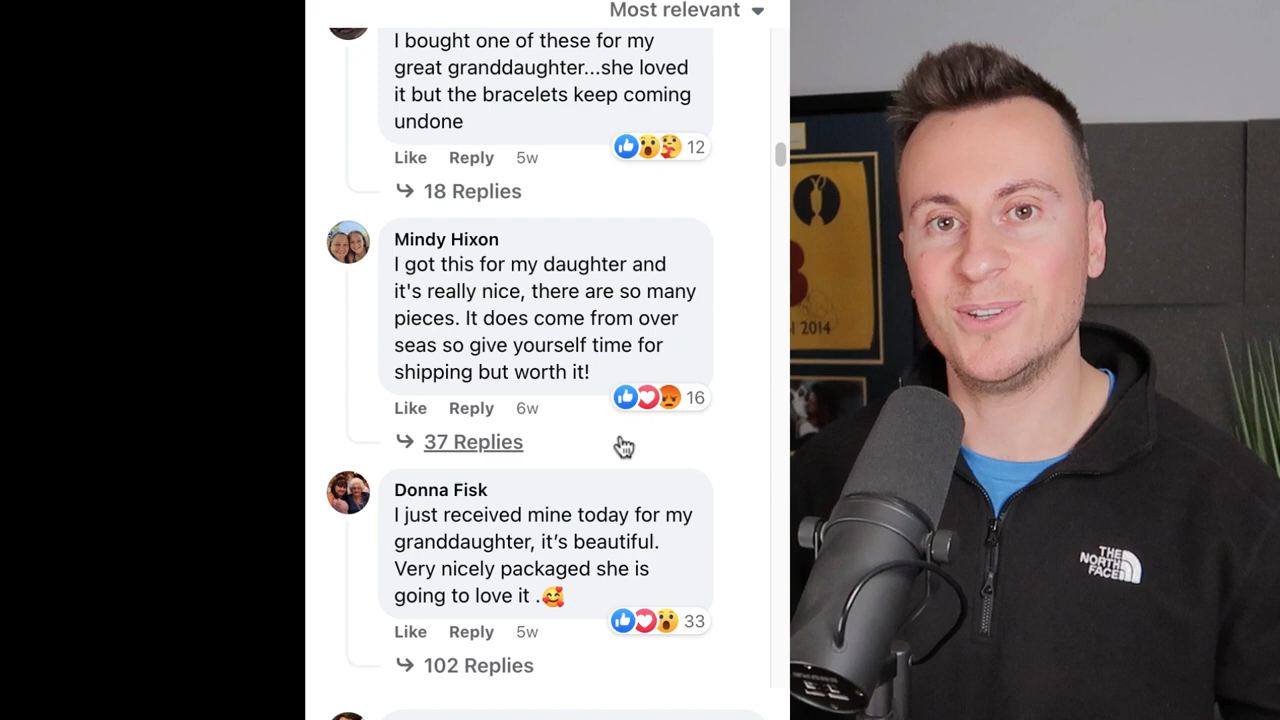 Most relevant
I bought one of these for my
great granddaughter...she loved
it but the bracelets keep coming
undone
12
Like Reply 5w
18 Replies
Mindy Hixon
I got this for my daughter and
it's really nice, there are so many
pieces. It does come from over
seas so give yourself time for
shipping but worth it!
16
Like Reply 6w
37 Replies
Donna Fisk
I just received mine today for my
granddaughter, it’s beautiful.
Very nicely packaged she is
going to love it .🥰
33
Like Reply 5w
102 Replies
2014
THE
NORTH
FACE